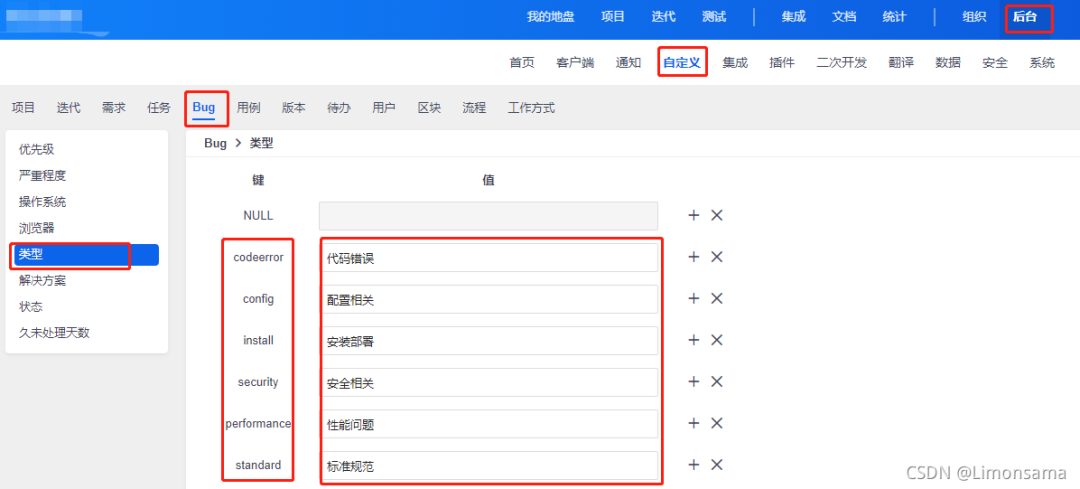 我的地盘 项目 迭代 测试 集成 文档 统计 组织 后台
首页 客户端 通知 自定义 集成 插件 二次开发 翻译 数据 安全 系统
项目 迭代 需求 任务 Bug 用例 版本 待办 用户 区块 流程 工作方式
优先级
严重程度
操作系统
浏览器
类型
解决方案
状态
久未处理天数
Bug > 类型
键 值
NULL
codeerror 代码错误
config 配置相关
install 安装部署
security 安全相关
performance 性能问题
standard 标准规范
CSDN @Limonsama